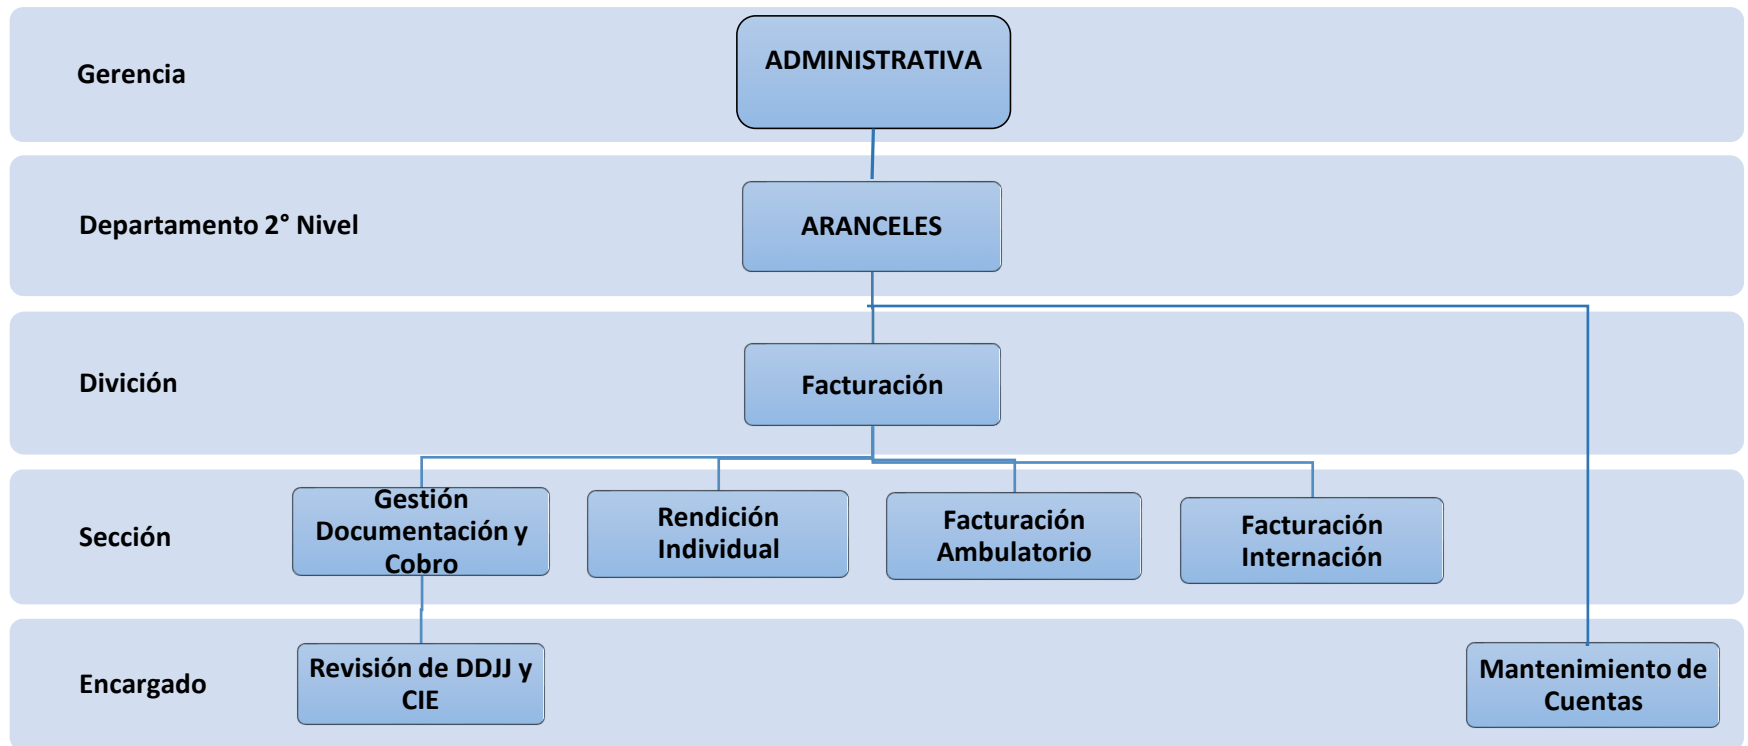 Gerencia
ADMINISTRATIVA
Departamento 2° Nivel
ARANCELES
Divición
Facturación
Sección
Gestión
Documentación y
Cobro
Rendición
Individual
Facturación
Ambulatorio
Facturación
Internación
Encargado
Revisión de DDJJ y
CIE
Mantenimiento de
Cuentas